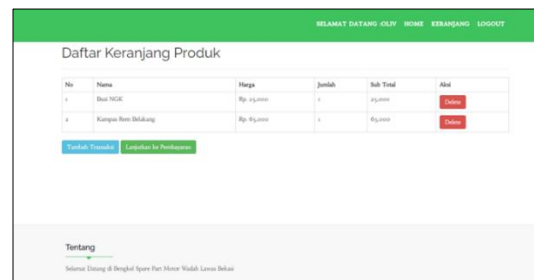 SELAMAT DATANG :OLIV HOME KERANJANG LOGOUT
Daftar Keranjang Produk
No Nama Harga Jumlah Sub Total Aksi
1 Busi NGK Rp. 25,000 1 25,000 Delete
2 Kampas Rem Belakang Rp. 65,000 1 65,000 Delete
Tambah Transaksi Lanjutkan ke Pembayaran
Tentang
Selamat Datang di Bengkel Spare Part Motor Wadah Lawas Bekasi